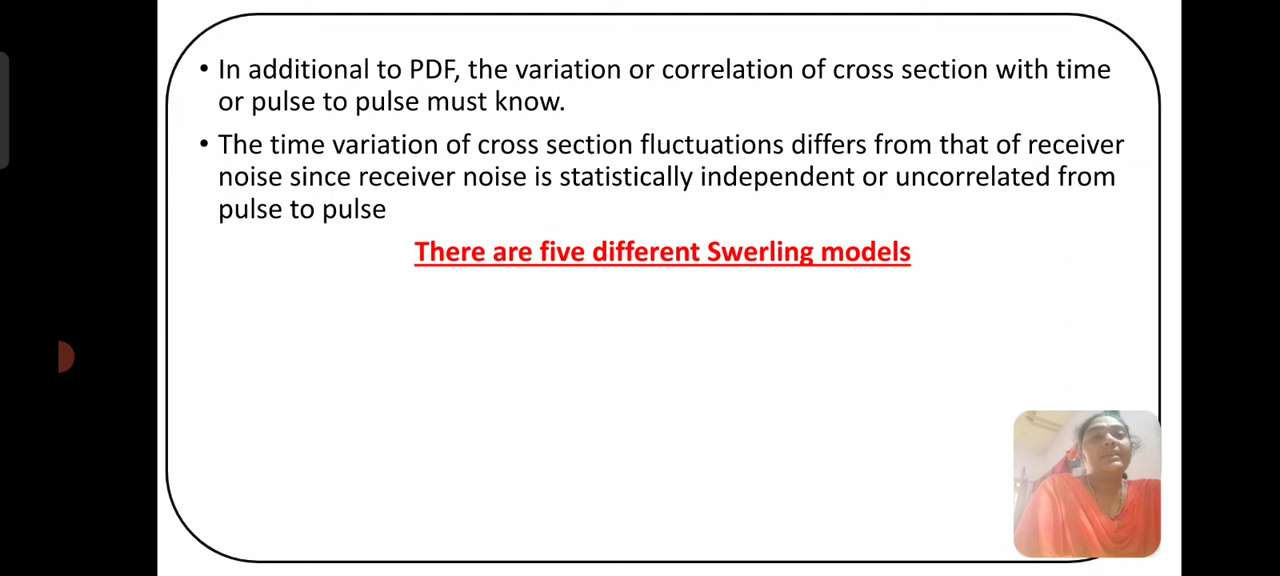 • In additional to PDF, the variation or correlation of cross section with time
or pulse to pulse must know.
• The time variation of cross section fluctuations differs from that of receiver
noise since receiver noise is statistically independent or uncorrelated from
pulse to pulse
There are five different Swerling models